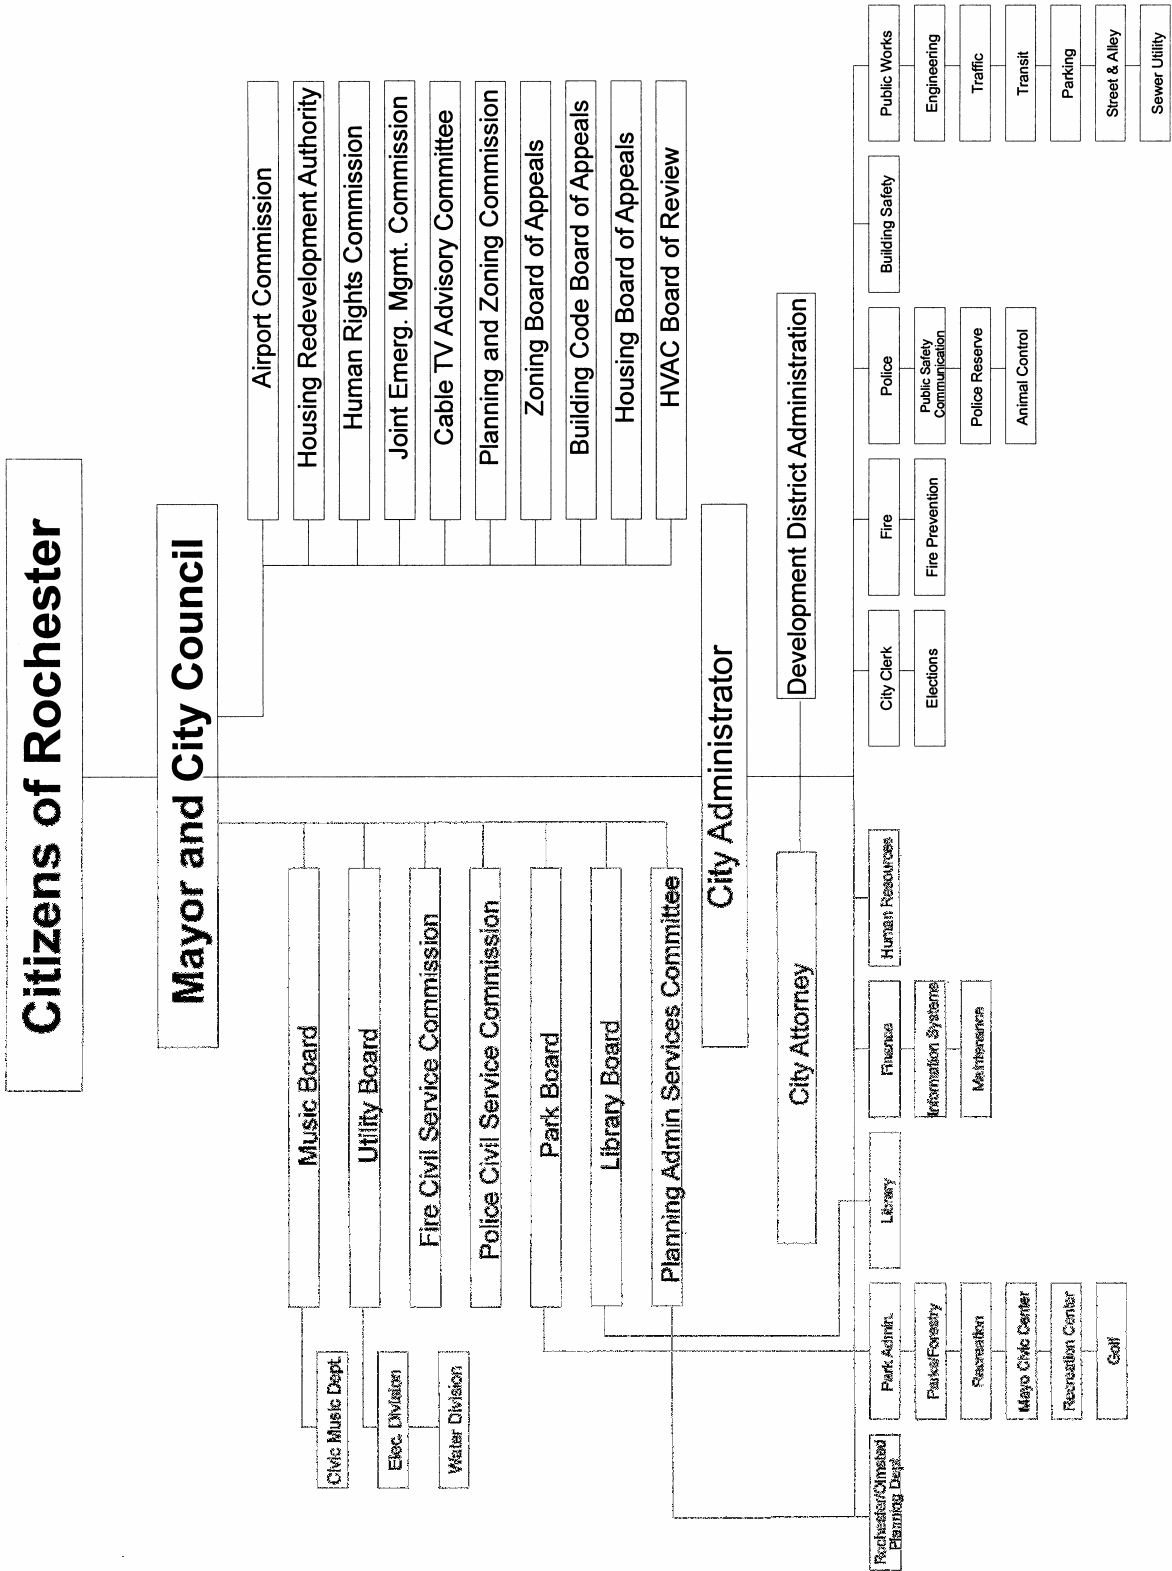 Citizens of Rochester
Mayor and City Council
Music Board
Utility Board
Fire Civil Service Commission
Police Civil Service Commission
Park Board
Library Board
Planning Admin Services Committee
Civic Music Dept.
Elec. Division
Water Division
Airport Commission
Housing Redevelopment Authority
Human Rights Commission
Joint Emerg. Mgmt. Commission
Cable TV Advisory Committee
Planning and Zoning Commission
Zoning Board of Appeals
Building Code Board of Appeals
Housing Board of Appeals
HVAC Board of Review
City Administrator
City Attorney
Development District Administration
Rochester/Olmsted
Planning Dept.
Park Admin.
Parks/Forestry
Recreation
Mayo Civic Center
Recreation Center
Golf
Library
Finance
Information Systems
Maintenance
Human Resources
City Clerk
Elections
Fire
Fire Prevention
Police
Public Safety
Communication
Police Reserve
Animal Control
Building Safety
Public Works
Engineering
Traffic
Transit
Parking
Street & Alley
Sewer Utility